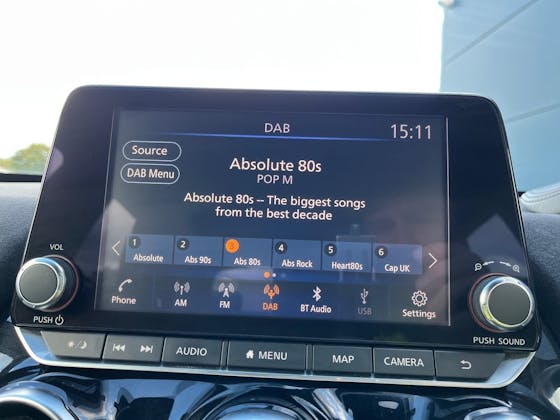 DAB
15:11
Source
DAB Menu
Absolute 80s
POP M
Absolute 80s -- The biggest songs
from the best decade
1 2 3 4 5 6
Absolute Abs 90s Abs 80s Abs Rock Heart80s Cap UK
Phone AM FM DAB BT Audio USB Settings
VOL
PUSH
PUSH SOUND
AUDIO MENU MAP CAMERA